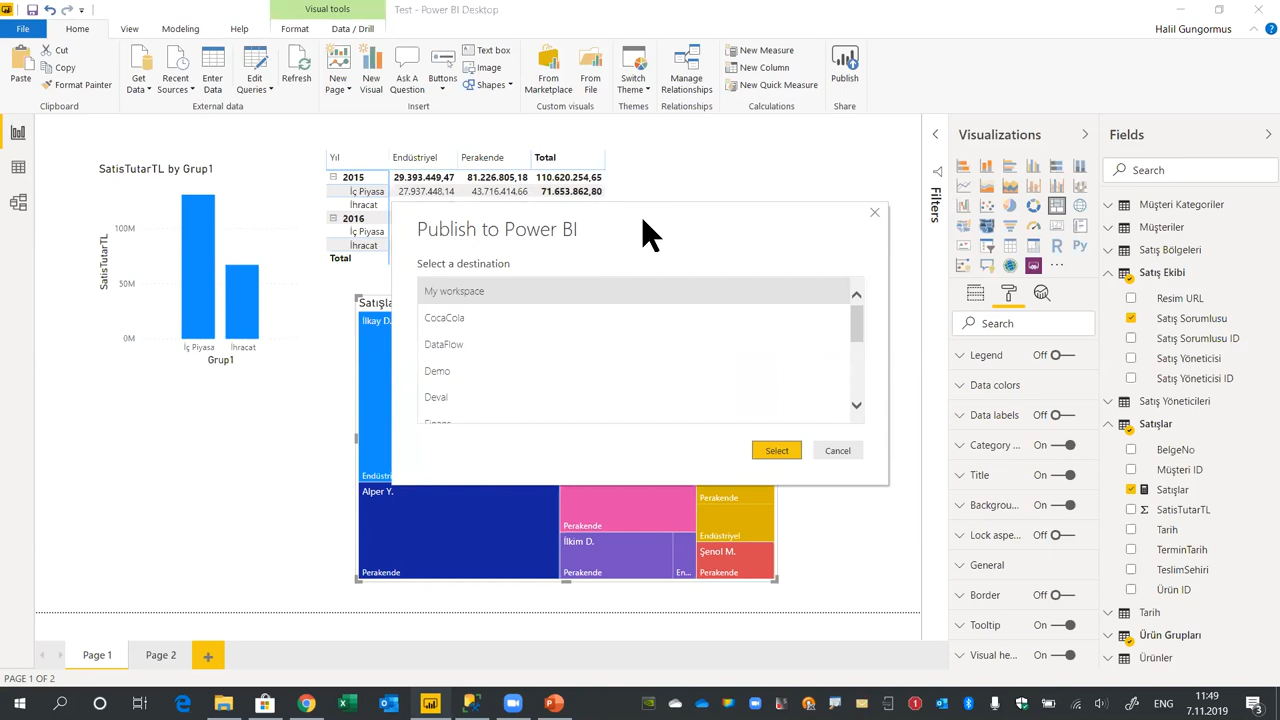 Visual tools
Test - Power BI Desktop
File
Home
View
Modeling
Help
Format
Data / Drill
Halil Gungormus
Paste
Cut
Copy
Format Painter
Clipboard
Get Data
Recent Sources
Enter Data
Edit Queries
Refresh
External data
New Page
New Visual
Ask A Question
Buttons
Text box
Image
Shapes
Insert
From Marketplace
From File
Custom visuals
Switch Theme
Themes
Manage Relationships
Relationships
New Measure
New Column
New Quick Measure
Calculations
Publish
Share
SatisTutarTL by Grup1
SatisTutarTL
100M
50M
0M
İç Piyasa
İhracat
Grup1
Yıl Endüstriyel Perakende Total
2015 29.393.449,47 81.226.805,18 110.620.254,65
İç Piyasa 27.937.448,14 43.716.414.66 71.653.862,80
İhracat
2016
İç Piyasa
İhracat
Total
Publish to Power BI
Select a destination
My workspace
CocaCola
DataFlow
Demo
Deval
Select
Cancel
İlkay D.
Alper Y.
Perakende
Perakende
İlkim D.
Perakende
En...
Perakende
Endüstriyel
Şenol M.
Perakende
Filters
Visualizations
R
Py
Search
Legend Off
Data colors
Data labels Off
Category ... On
Title On
Backgrou... On
Lock aspe... Off
General
Border Off
Tooltip On
Visual he... On
Fields
Search
Müşteri Kategoriler
Müşteriler
Satış Bölgeleri
Satış Ekibi
Resim URL
Satış Sorumlusu
Satış Sorumlusu ID
Satış Yöneticisi
Satış Yöneticisi ID
Satış Yöneticileri
Satışlar
BelgeNo
Müşteri ID
Satışlar
SatisTutarTL
Tarih
TerminTarih
TeslimSehiri
Ürün ID
Tarih
Ürün Grupları
Ürünler
Page 1
Page 2
PAGE 1 OF 2
11:49
7.11.2019